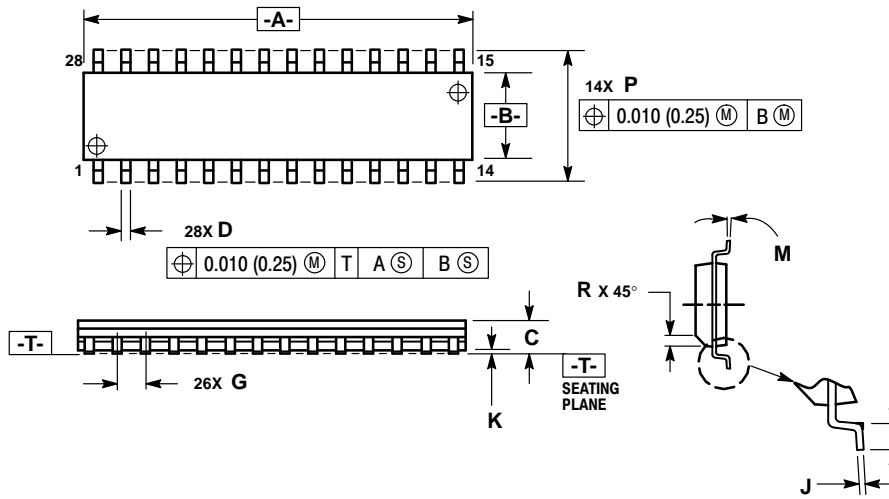 -A-
28
15
14X P
-B-
⌖ 0.010 (0.25) Ⓜ B Ⓜ
1
14
28X D
⌖ 0.010 (0.25) Ⓜ T A Ⓢ B Ⓢ
M
R X 45°
-T-
C
26X G
-T-
SEATING
PLANE
K
J